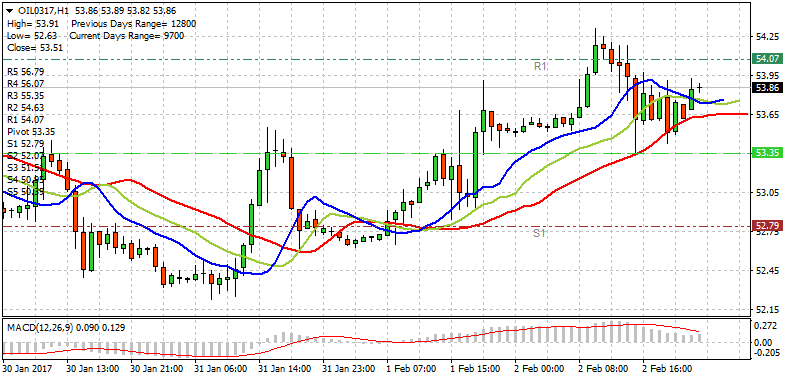 OIL0317,H1 53.86 53.89 53.82 53.86
High= 53.91 Previous Days Range= 12800
Low= 52.63 Current Days Range= 9700
Close= 53.51
R5 56.79
R4 56.07
R3 55.35
R2 54.63
R1 54.07
Pivot 53.35
S1 52.79
S2 52.07
R1
S1
54.25
54.07
53.95
53.86
53.65
53.35
53.05
52.79
52.75
52.45
52.15
MACD(12,26,9) 0.090 0.129
0.272
0.00
-0.205
30 Jan 2017
30 Jan 13:00
30 Jan 21:00
31 Jan 06:00
31 Jan 14:00
31 Jan 23:00
1 Feb 07:00
1 Feb 15:00
2 Feb 00:00
2 Feb 08:00
2 Feb 16:00